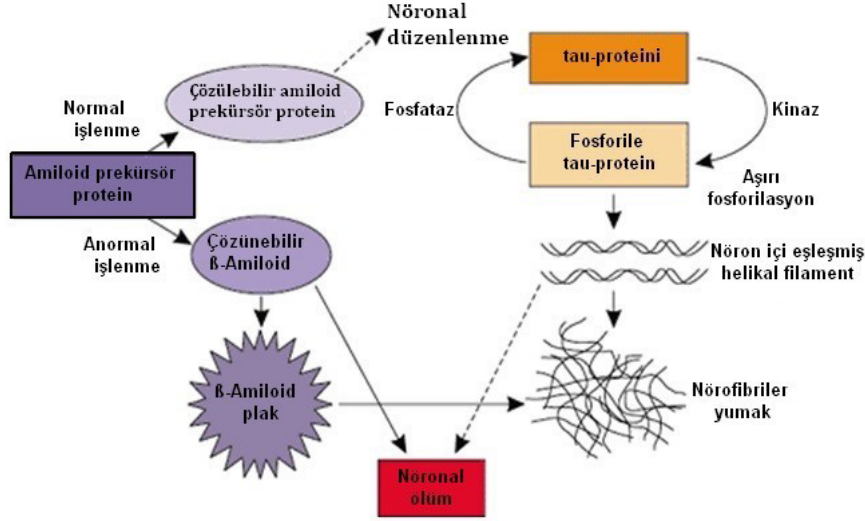 Nöronal
düzenlenme
Çözülebilir amiloid
prekürsör protein
Normal
işlenme
Amiloid prekürsör
protein
Anormal
işlenme
Çözünebilir
ß-Amiloid
ß-Amiloid
plak
Nöronal
ölüm
tau-proteini
Fosfataz
Kinaz
Fosforile
tau-protein
Aşırı
fosforilasyon
Nöron içi eşleşmiş
helikal filament
Nörofibriler
yumak